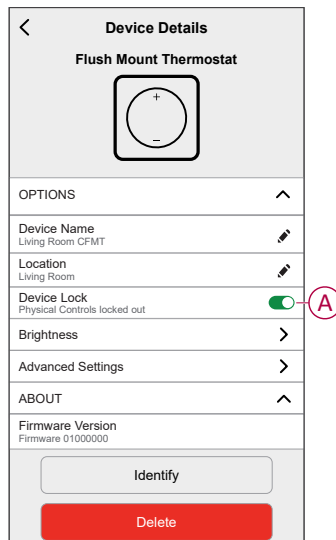 Device Details
Flush Mount Thermostat
+
−
OPTIONS
Device Name
Living Room CFMT
Location
Living Room
Device Lock
Physical Controls locked out
A
Brightness
Advanced Settings
ABOUT
Firmware Version
Firmware 01000000
Identify
Delete